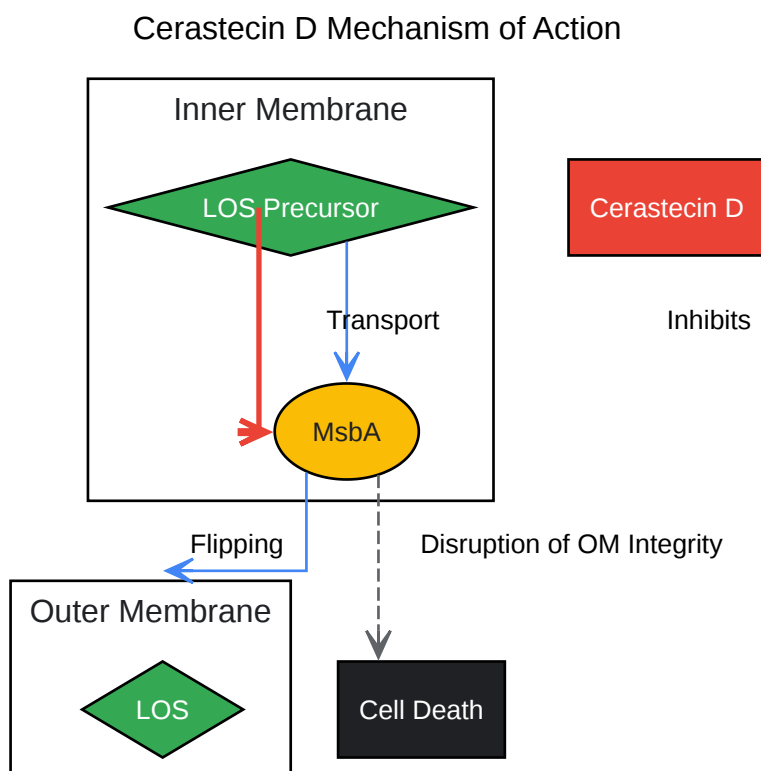 Cerastecin D Mechanism of Action
Inner Membrane
LOS Precursor
Cerastecin D
Transport
Inhibits
MsbA
Flipping
Disruption of OM Integrity
Outer Membrane
LOS
Cell Death